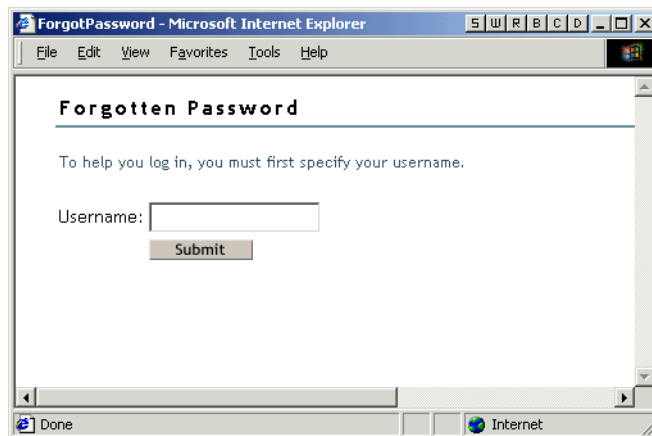 ForgotPassword - Microsoft Internet Explorer S W R B C D
File Edit View Favorites Tools Help
Forgotten Password
To help you log in, you must first specify your username.
Username:
Submit
Done Internet